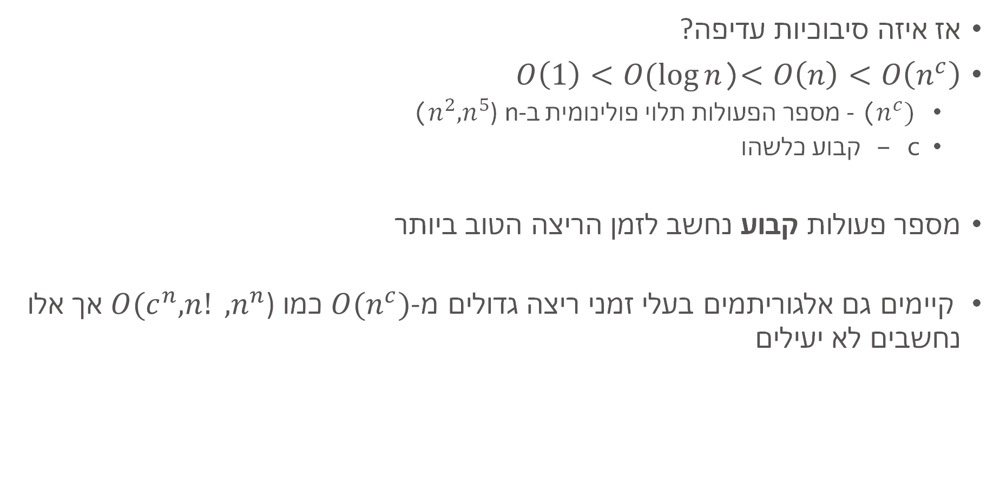 • אז איזה סיבוכיות עדיפה?
• O(1) < O(log n)< O(n) < O(n^c)
• (n^c) - מספר הפעולות תלוי פולינומית ב-n (n^2,n^5)
• c – קבוע כלשהו
• מספר פעולות קבוע נחשב לזמן הריצה הטוב ביותר
• קיימים גם אלגוריתמים בעלי זמני ריצה גדולים מ-O(n^c) כמו O(c^n,n! ,n^n) אך אלו
נחשבים לא יעילים